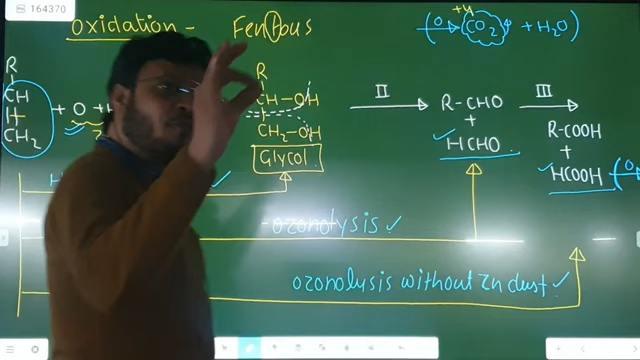 164370
Oxidation - Ferrous
(O → +4 CO2 + H2O)
R
CH + O + H
CH2
R
CH-OH
CH2-OH
Glycol
II
R-CHO
+
HCHO
III
R-COOH
+
HCOOH (O
ozonolysis
ozonolysis without Zn dust